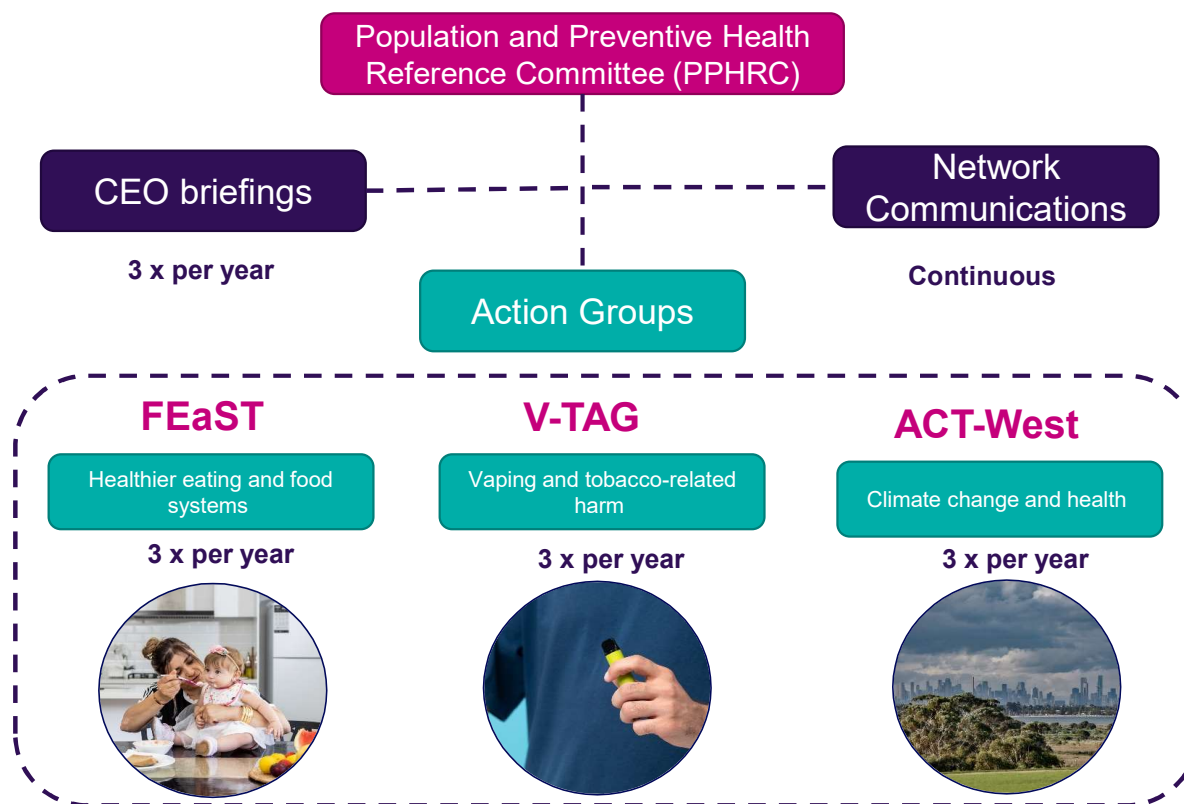 Population and Preventive Health
Reference Committee (PPHRC)
CEO briefings
Network
Communications
3 x per year
Continuous
Action Groups
FEaST
V-TAG
ACT-West
Healthier eating and food
systems
Vaping and tobacco-related
harm
Climate change and health
3 x per year
3 x per year
3 x per year